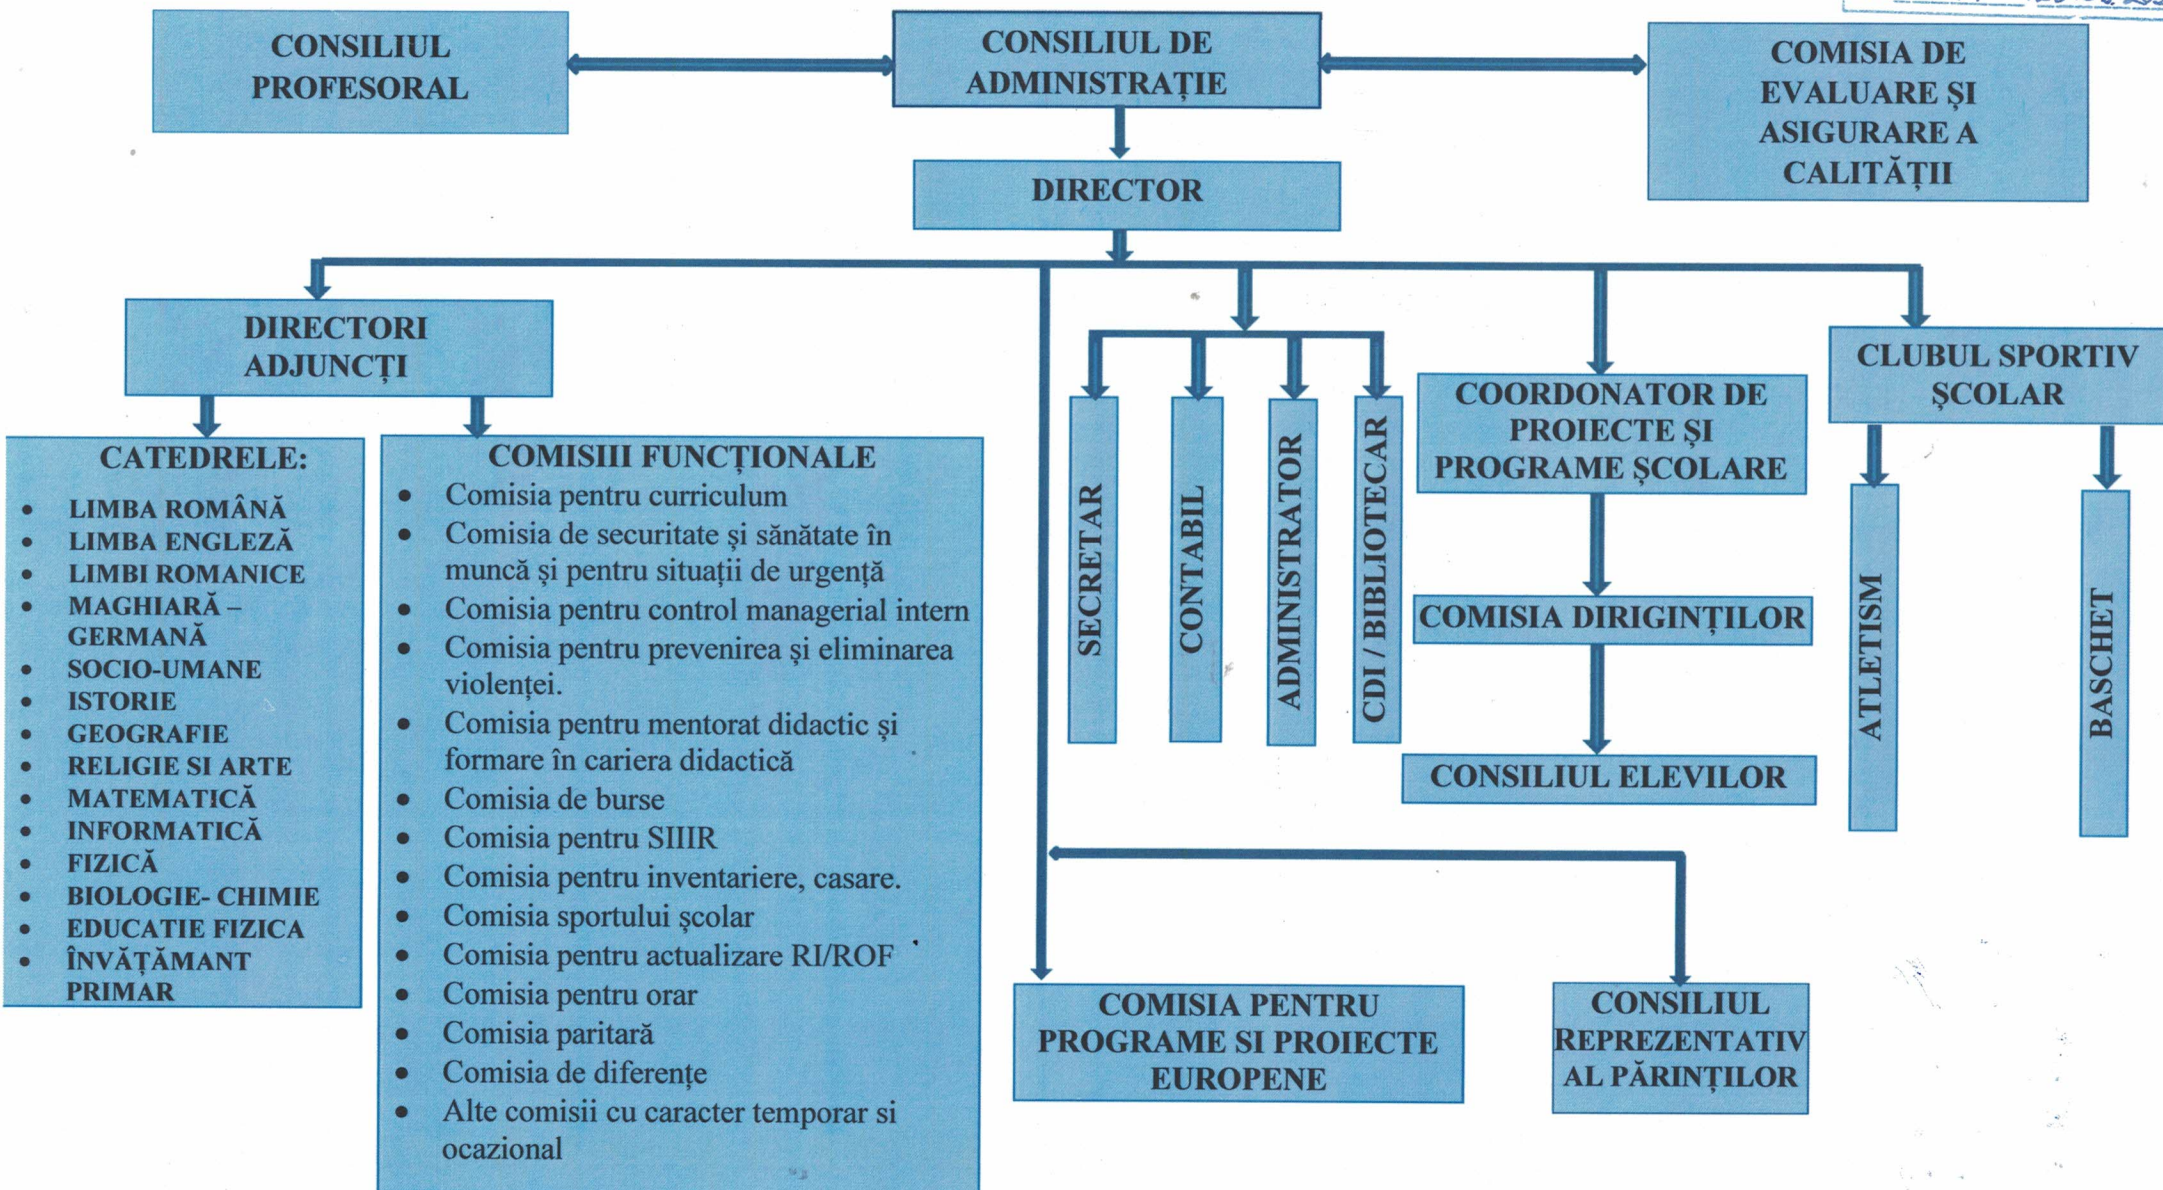 CONSILIUL
PROFESORAL
CONSILIUL DE
ADMINISTRAȚIE
COMISIA DE
EVALUARE ȘI
ASIGURARE A
CALITĂȚII
DIRECTOR
DIRECTORI
ADJUNCȚI
CATEDRELE:
• LIMBA ROMÂNĂ
• LIMBA ENGLEZĂ
• LIMBI ROMANICE
• MAGHIARĂ –
GERMANĂ
• SOCIO-UMANE
• ISTORIE
• GEOGRAFIE
• RELIGIE SI ARTE
• MATEMATICĂ
• INFORMATICĂ
• FIZICĂ
• BIOLOGIE- CHIMIE
• EDUCATIE FIZICA
• ÎNVĂȚĂMANT
PRIMAR
COMISII FUNCȚIONALE
• Comisia pentru curriculum
• Comisia de securitate și sănătate în
muncă și pentru situații de urgență
• Comisia pentru control managerial intern
• Comisia pentru prevenirea și eliminarea
violenței.
• Comisia pentru mentorat didactic și
formare în cariera didactică
• Comisia de burse
• Comisia pentru SIIIR
• Comisia pentru inventariere, casare.
• Comisia sportului școlar
• Comisia pentru actualizare RI/ROF
• Comisia pentru orar
• Comisia paritară
• Comisia de diferențe
• Alte comisii cu caracter temporar si
ocazional
SECRETAR
CONTABIL
ADMINISTRATOR
CDI / BIBLIOTECAR
COORDONATOR DE
PROIECTE ȘI
PROGRAME ȘCOLARE
COMISIA DIRIGINȚILOR
CONSILIUL ELEVILOR
CLUBUL SPORTIV
ȘCOLAR
ATLETISM
BASCHET
COMISIA PENTRU
PROGRAME SI PROIECTE
EUROPENE
CONSILIUL
REPREZENTATIV
AL PĂRINȚILOR